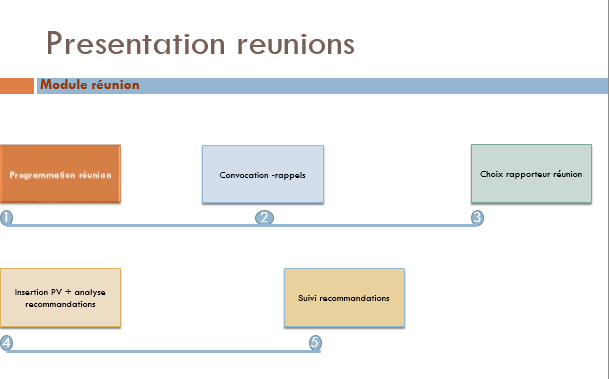 Presentation reunions
Module réunion
Programmation réunion
Convocation -rappels
Choix rapporteur réunion
1
2
3
Insertion PV + analyse
recommandations
Suivi recommandations
4
5